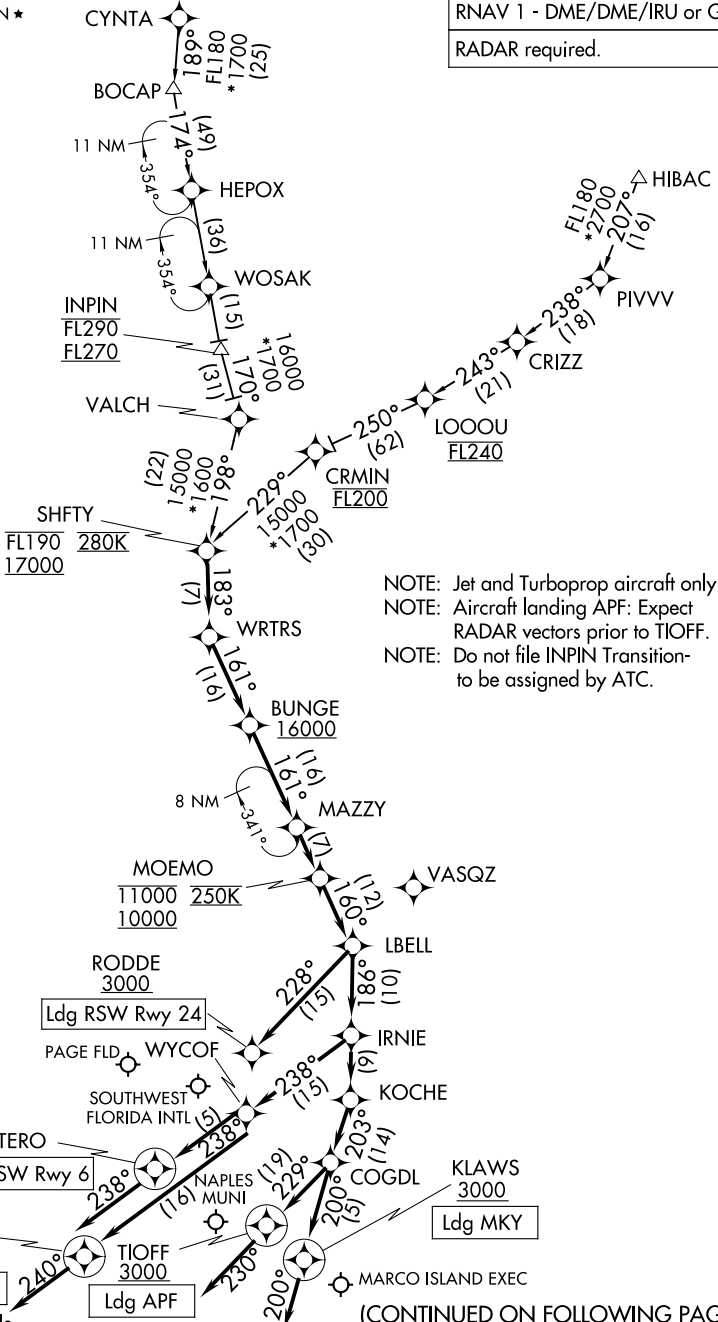 N ★
CYNTA
RNAV 1 - DME/DME/IRU or G
RADAR required.
189°
FL180
*1700
(25)
BOCAP
(49)
174°
11 NM
354°
HEPOX
HIBAC
FL180
*2700
207°
(16)
(36)
11 NM
354°
WOSAK
PIVVV
238°
(18)
(15)
INPIN
FL290
FL270
16000
*1700
170°
(31)
CRIZZ
243°
(21)
VALCH
LOOOU
FL240
250°
(62)
CRMIN
FL200
(22)
15000
*1600
198°
229°
15000
*1700
(30)
SHFTY
FL190 280K
17000
183°
(7)
NOTE: Jet and Turboprop aircraft only
NOTE: Aircraft landing APF: Expect
RADAR vectors prior to TIOFF.
NOTE: Do not file INPIN Transition-
to be assigned by ATC.
WRTRS
161°
(16)
BUNGE
16000
(16)
161°
8 NM
341°
MAZZY
(7)
MOEMO
11000 250K
10000
VASQZ
(12)
160°
LBELL
RODDE
3000
Ldg RSW Rwy 24
228°
(15)
186°
(10)
IRNIE
PAGE FLD
WYCOF
238°
(15)
(9)
SOUTHWEST
FLORIDA INTL
KOCHE
(5)
238°
203°
(14)
TERO
SW Rwy 6
238°
(16)
NAPLES
MUNI
(19)
229°
COGDL
200°
(5)
KLAWS
3000
Ldg MKY
240°
TIOFF
3000
Ldg APF
230°
200°
MARCO ISLAND EXEC
(CONTINUED ON FOLLOWING PAG